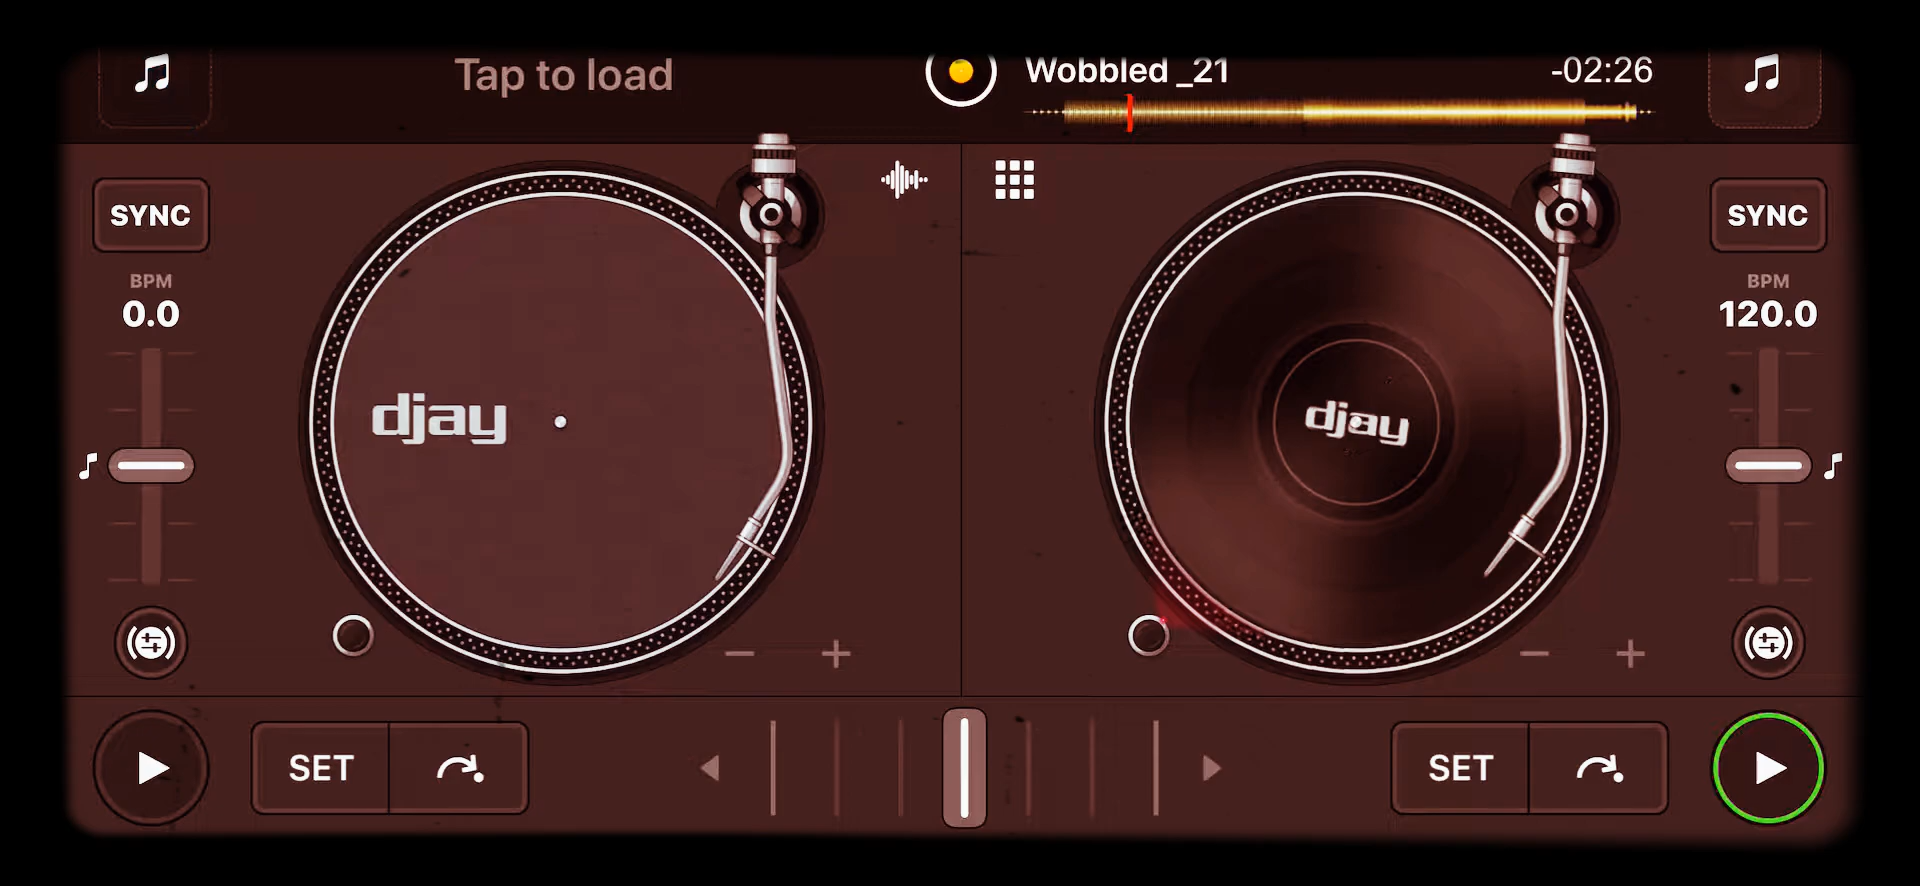 Tap to load
Wobbled _21
-02:26
SYNC
SYNC
BPM
0.0
BPM
120.0
djay
djay
SET
SET